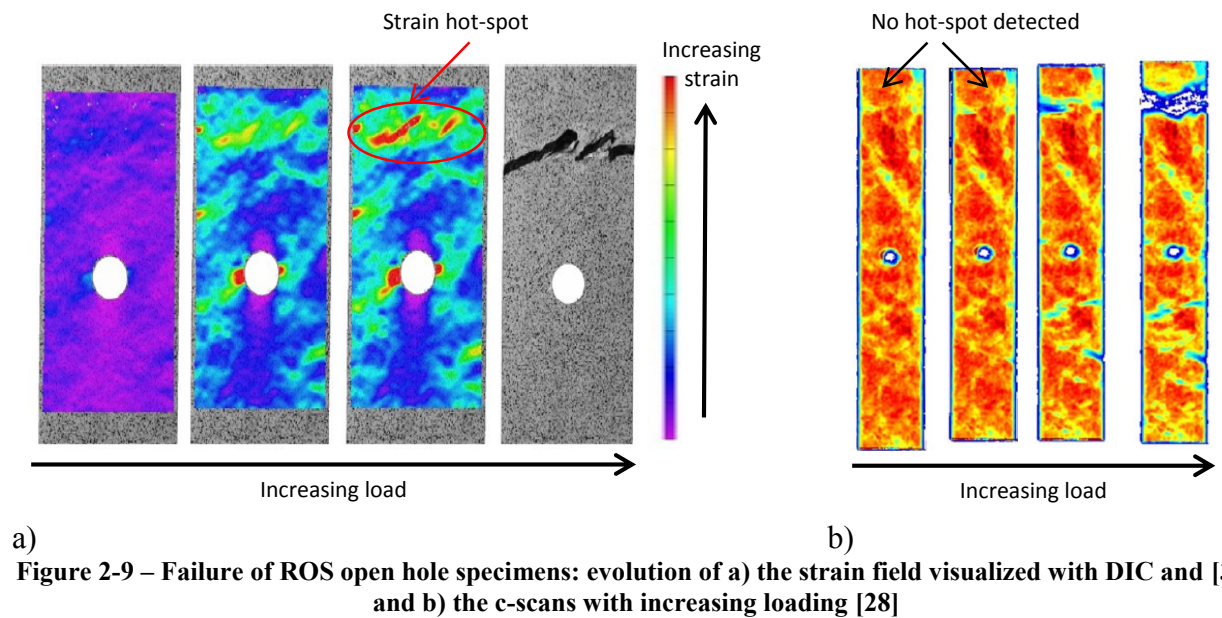 Strain hot-spot
No hot-spot detected
Increasing
strain
Increasing load
Increasing load
a)
b)
Figure 2-9 – Failure of ROS open hole specimens: evolution of a) the strain field visualized with DIC and
and b) the c-scans with increasing loading [28]